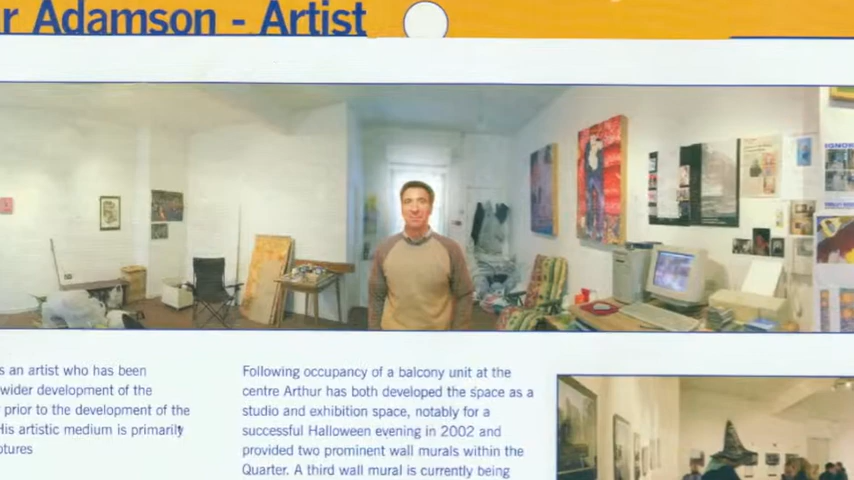 r Adamson - Artist
s an artist who has been
wider development of the
prior to the development of the
His artistic medium is primarily
ptures
Following occupancy of a balcony unit at the
centre Arthur has both developed the space as a
studio and exhibition space, notably for a
successful Halloween evening in 2002 and
provided two prominent wall murals within the
Quarter. A third wall mural is currently being